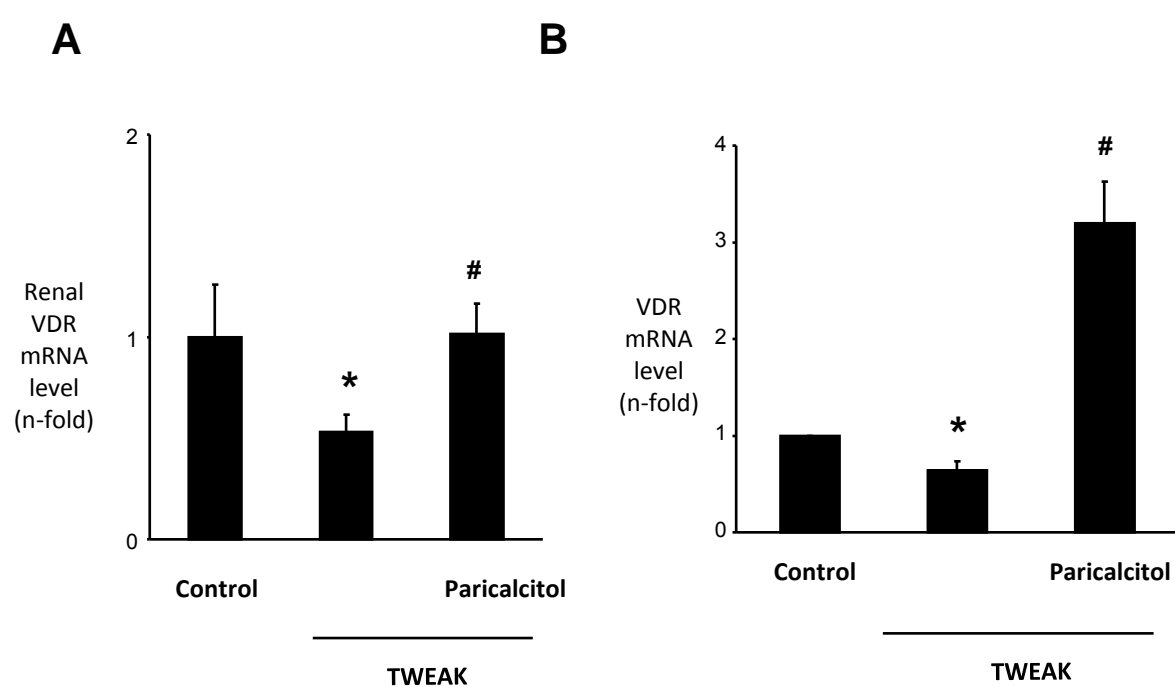 A
2
1
0
Renal
VDR
mRNA
level
(n-fold)
*
#
Control
Paricalcitol
TWEAK
B
4
3
2
1
0
VDR
mRNA
level
(n-fold)
*
#
Control
Paricalcitol
TWEAK